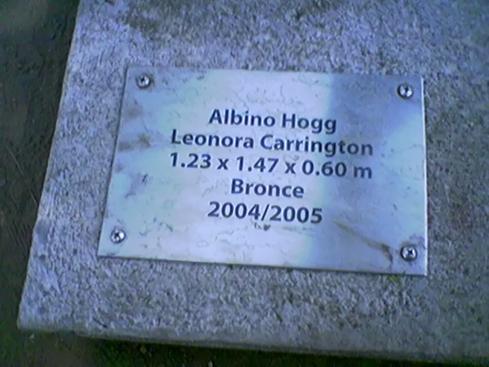 Albino Hogg
Leonora Carrington
1.23 x 1.47 x 0.60 m
Bronce
2004/2005